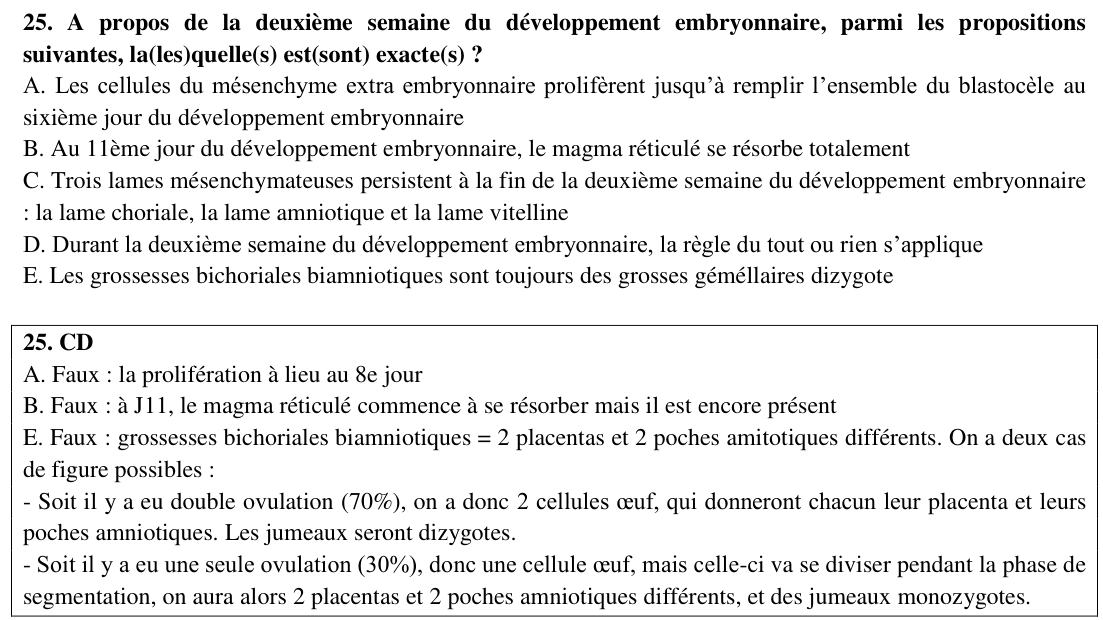 25. A propos de la deuxième semaine du développement embryonnaire, parmi les propositions
suivantes, la(les)quelle(s) est(sont) exacte(s) ?
A. Les cellules du mésenchyme extra embryonnaire prolifèrent jusqu'à remplir l'ensemble du blastocèle au
sixième jour du développement embryonnaire
B. Au 11ème jour du développement embryonnaire, le magma réticulé se résorbe totalement
C. Trois lames mésenchymateuses persistent à la fin de la deuxième semaine du développement embryonnaire
: la lame choriale, la lame amniotique et la lame vitelline
D. Durant la deuxième semaine du développement embryonnaire, la règle du tout ou rien s'applique
E. Les grossesses bichoriales biamniotiques sont toujours des grosses géméllaires dizygote
25. CD
A. Faux : la prolifération à lieu au 8e jour
B. Faux : à J11, le magma réticulé commence à se résorber mais il est encore présent
E. Faux : grossesses bichoriales biamniotiques = 2 placentas et 2 poches amitotiques différents. On a deux cas
de figure possibles :
- Soit il y a eu double ovulation (70%), on a donc 2 cellules œuf, qui donneront chacun leur placenta et leurs
poches amniotiques. Les jumeaux seront dizygotes.
- Soit il y a eu une seule ovulation (30%), donc une cellule œuf, mais celle-ci va se diviser pendant la phase de
segmentation, on aura alors 2 placentas et 2 poches amniotiques différents, et des jumeaux monozygotes.